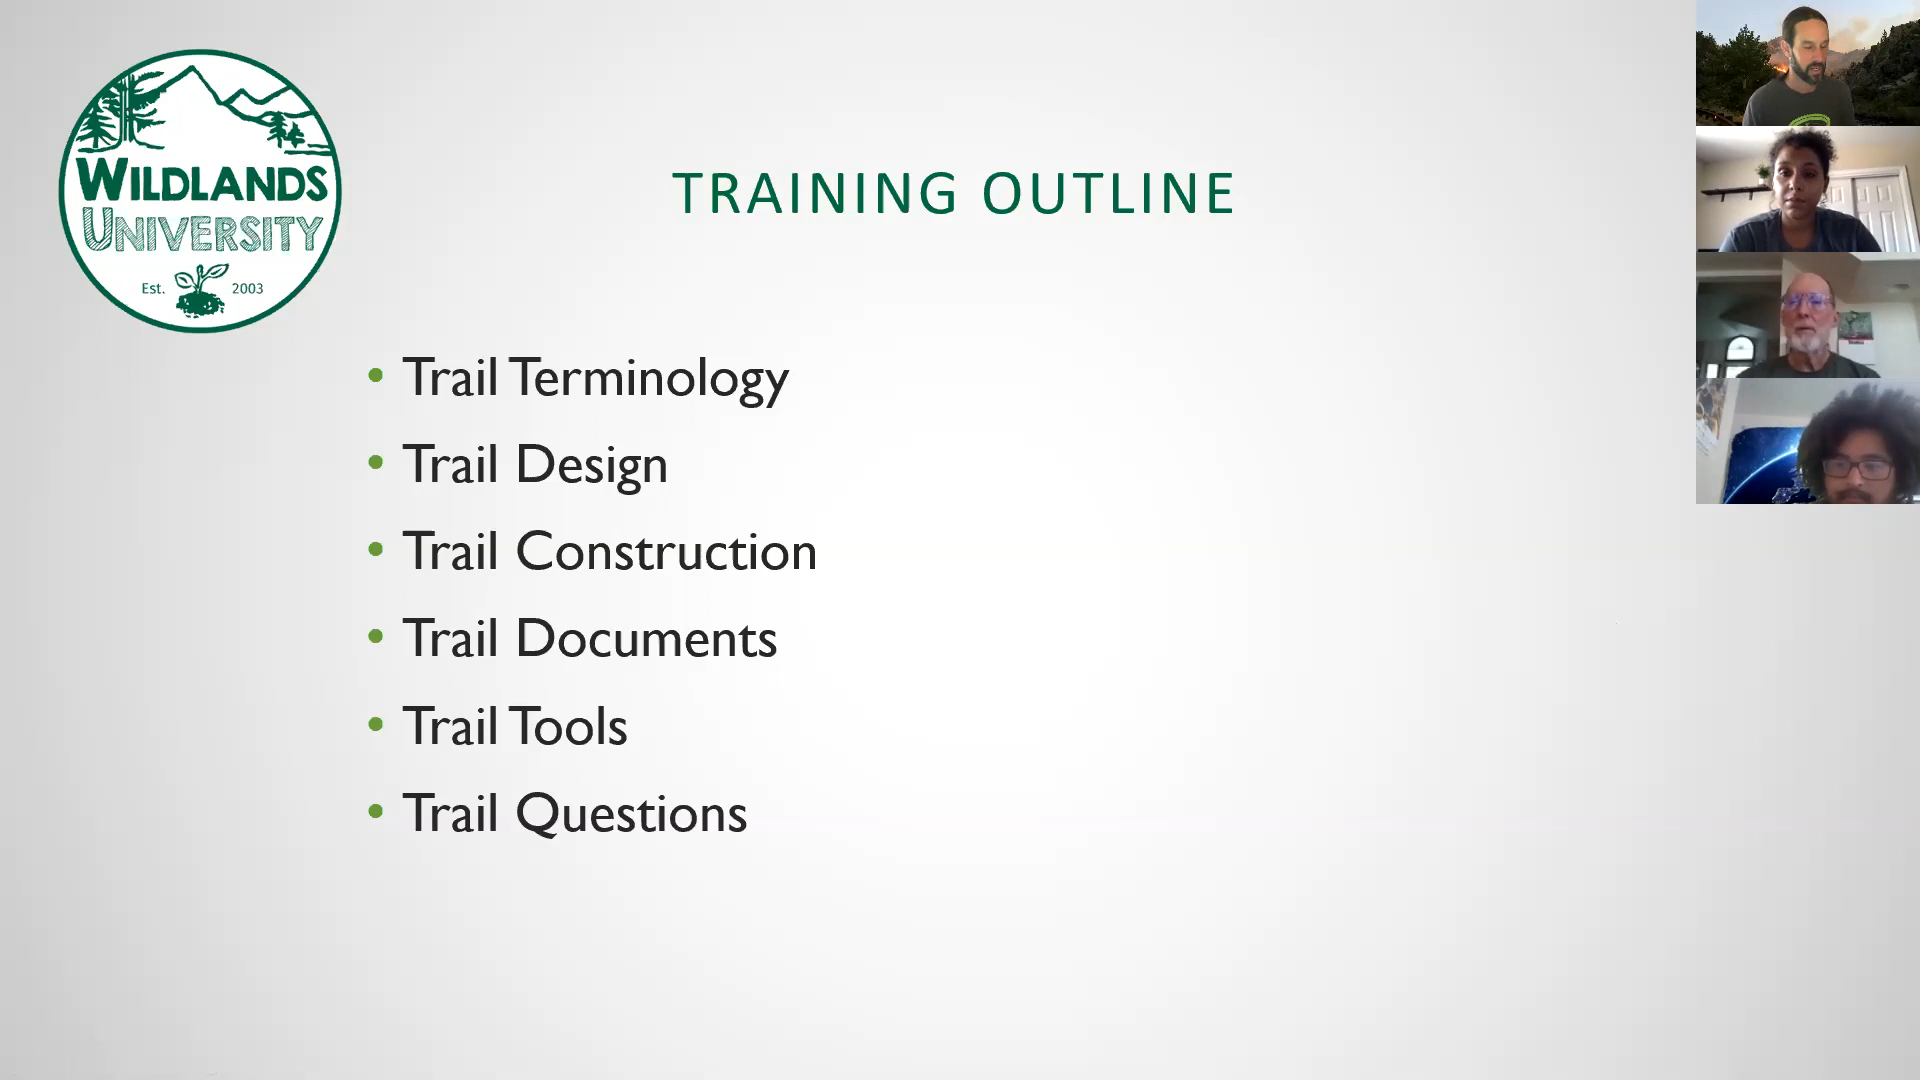 WILDLANDS
UNIVERSITY
Est. 2003
TRAINING OUTLINE
• Trail Terminology
• Trail Design
• Trail Construction
• Trail Documents
• Trail Tools
• Trail Questions